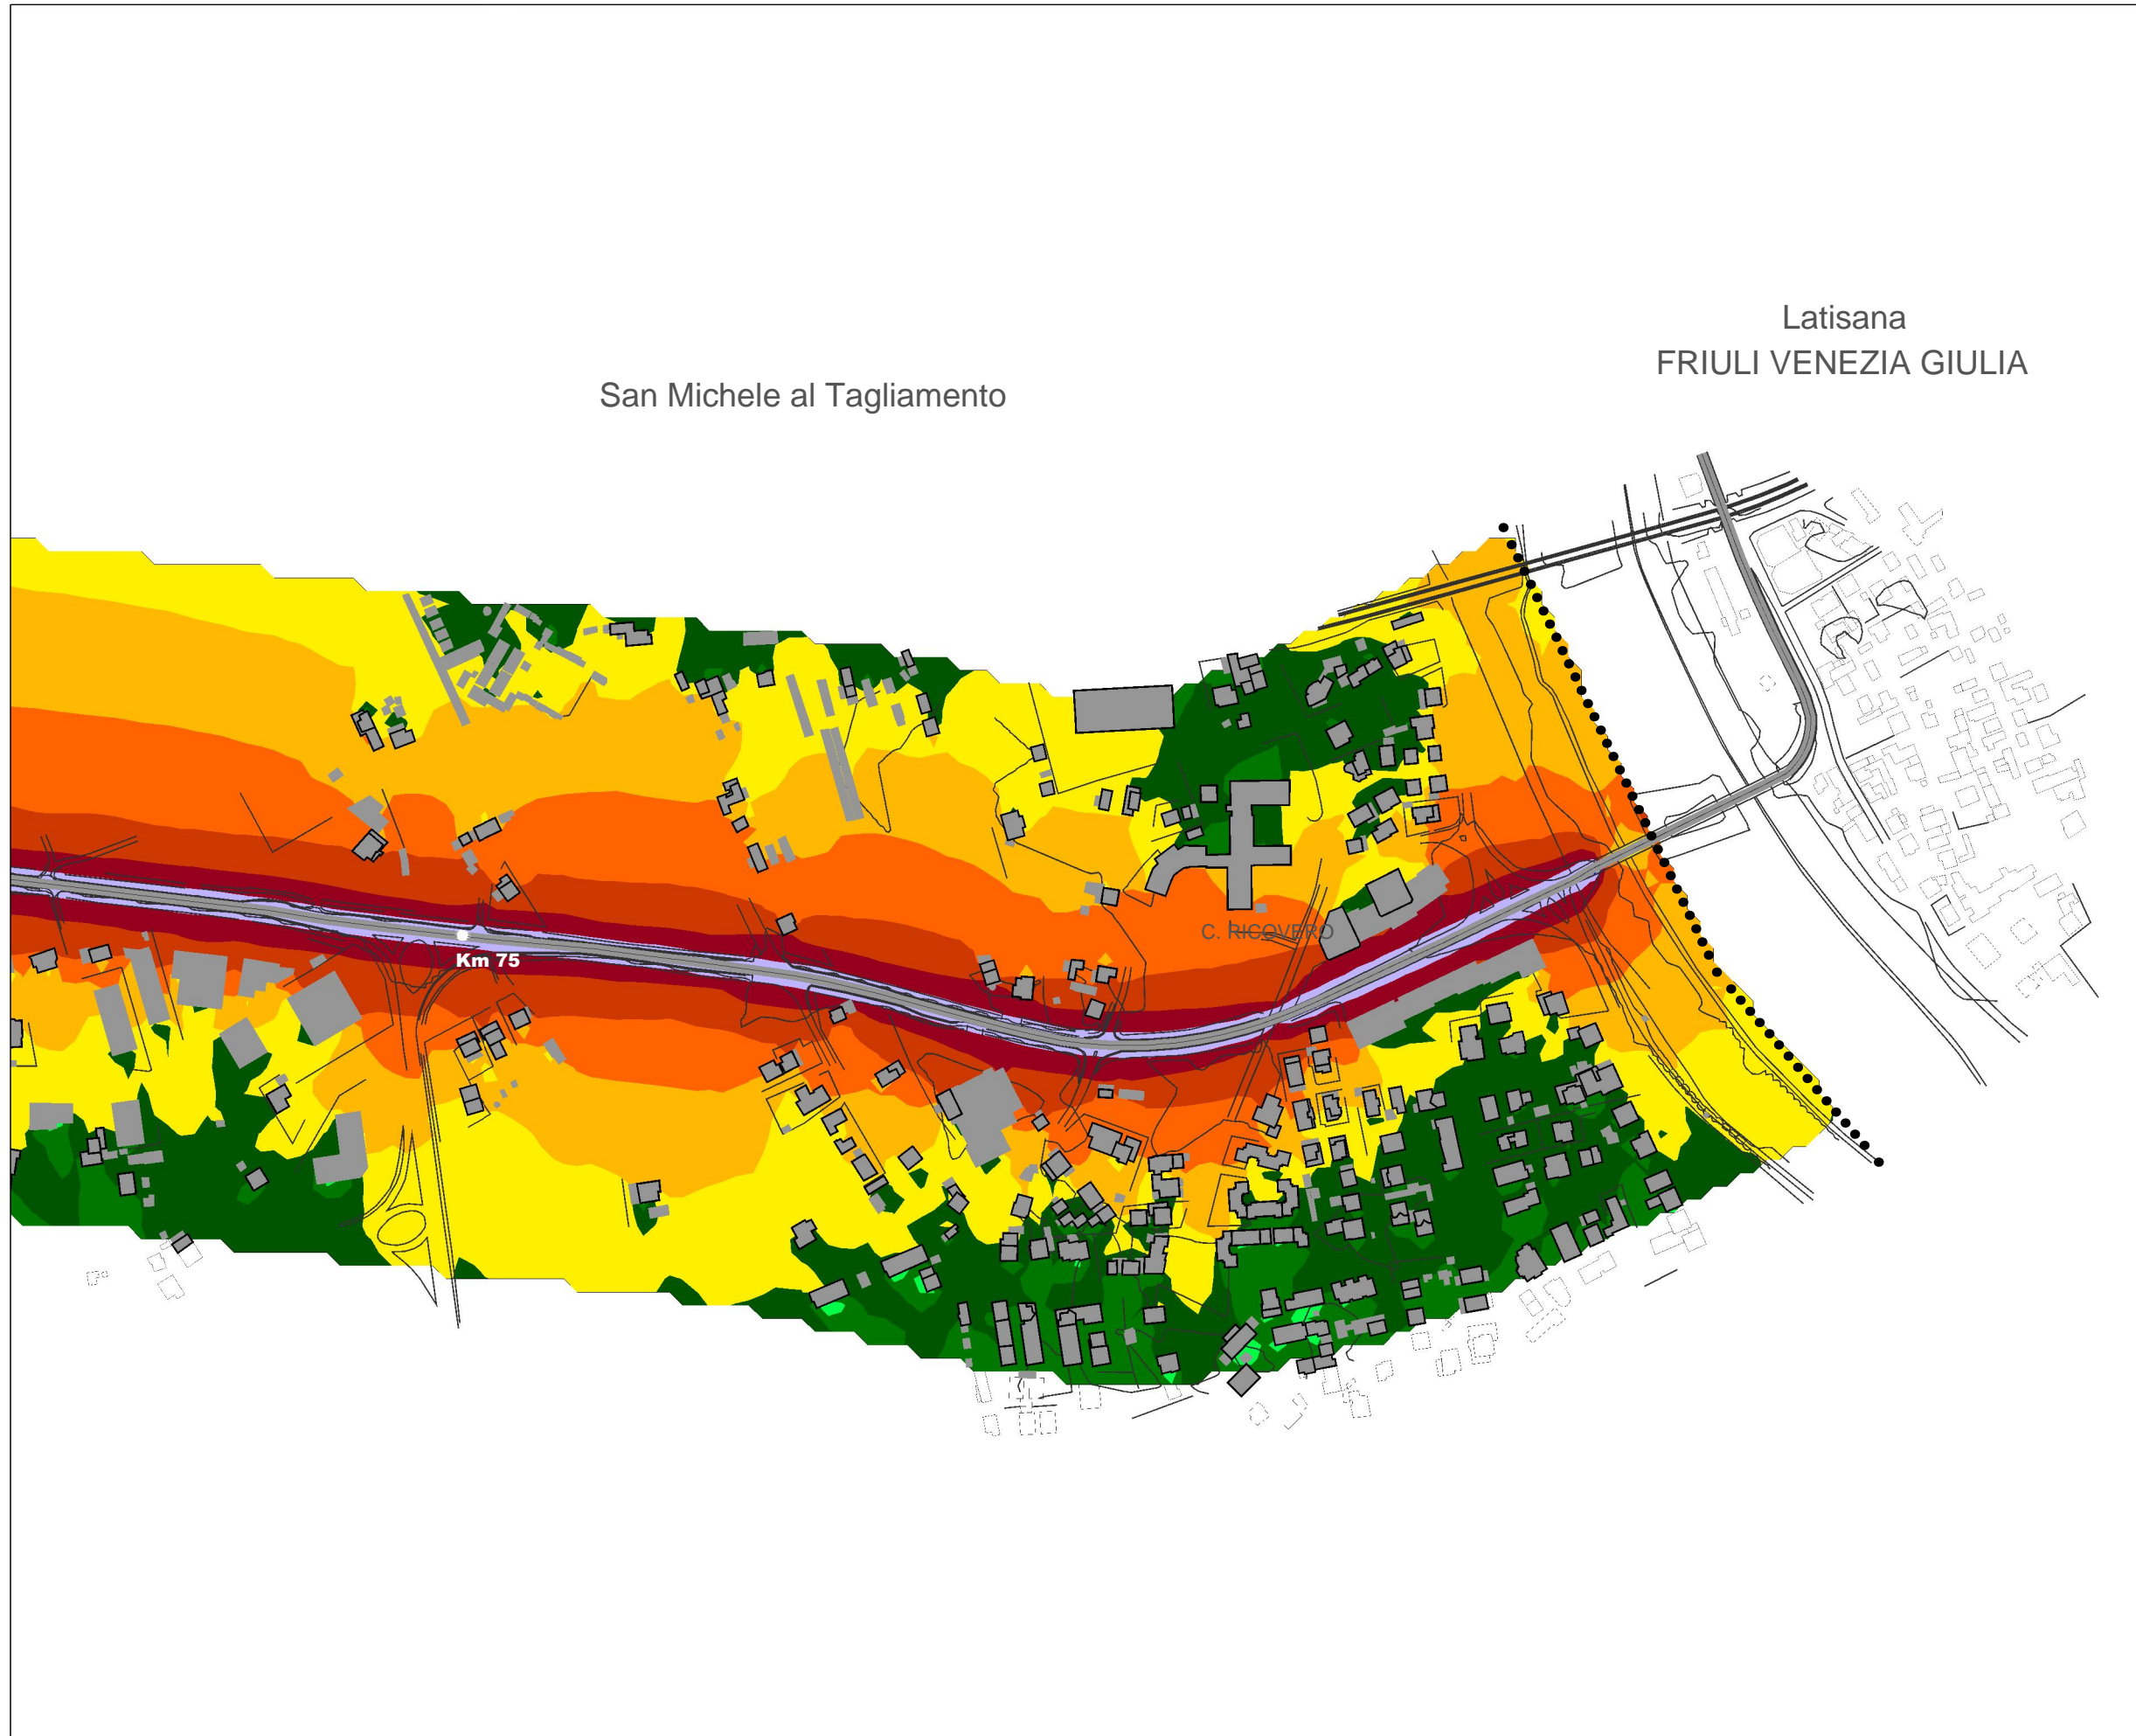 Latisana
FRIULI VENEZIA GIULIA
San Michele al Tagliamento
C. RICOVERO
Km 75